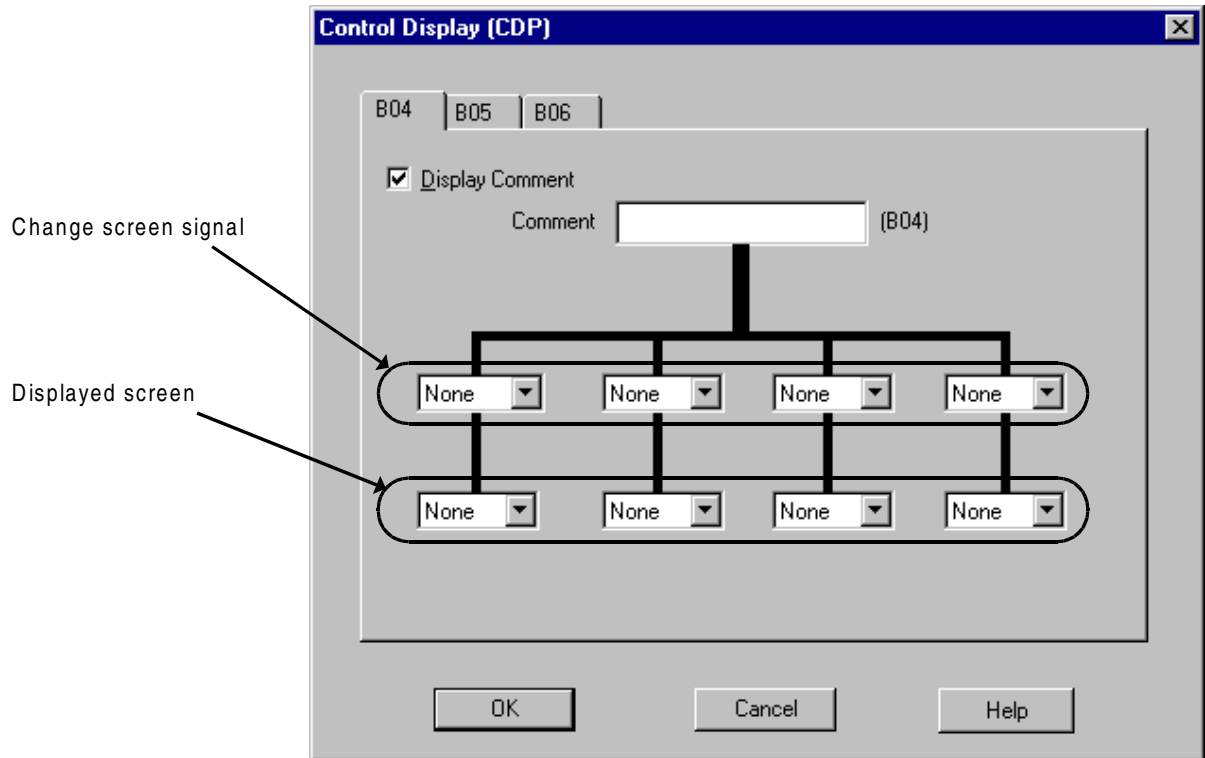 Control Display (CDP)
B04 B05 B06
Display Comment
Comment (B04)
Change screen signal
None None None None
Displayed screen
None None None None
OK Cancel Help